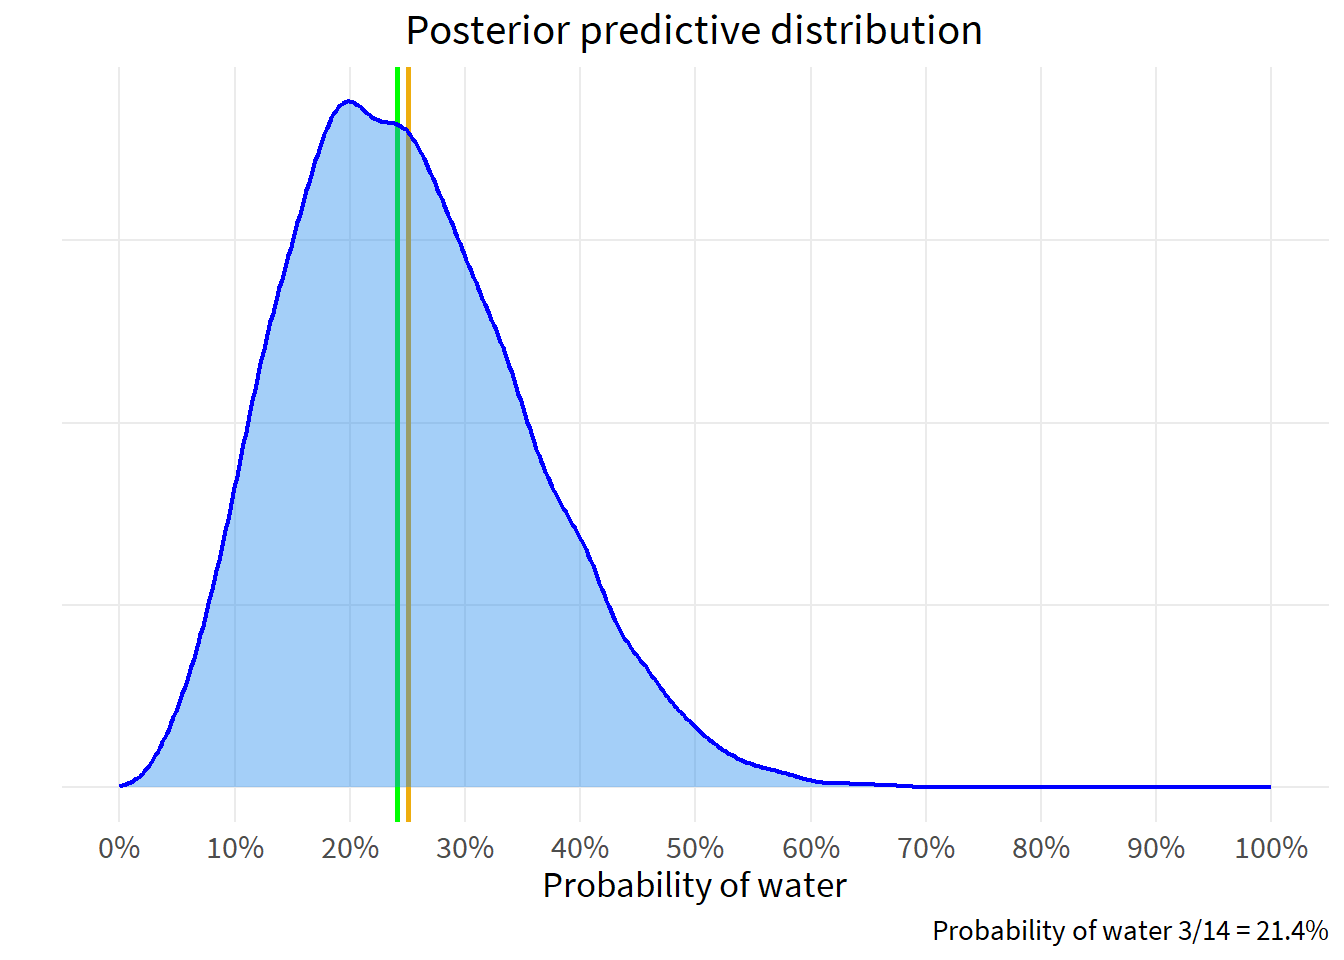 Posterior predictive distribution
0% 10% 20% 30% 40% 50% 60% 70% 80% 90% 100%
Probability of water
Probability of water 3/14 = 21.4%